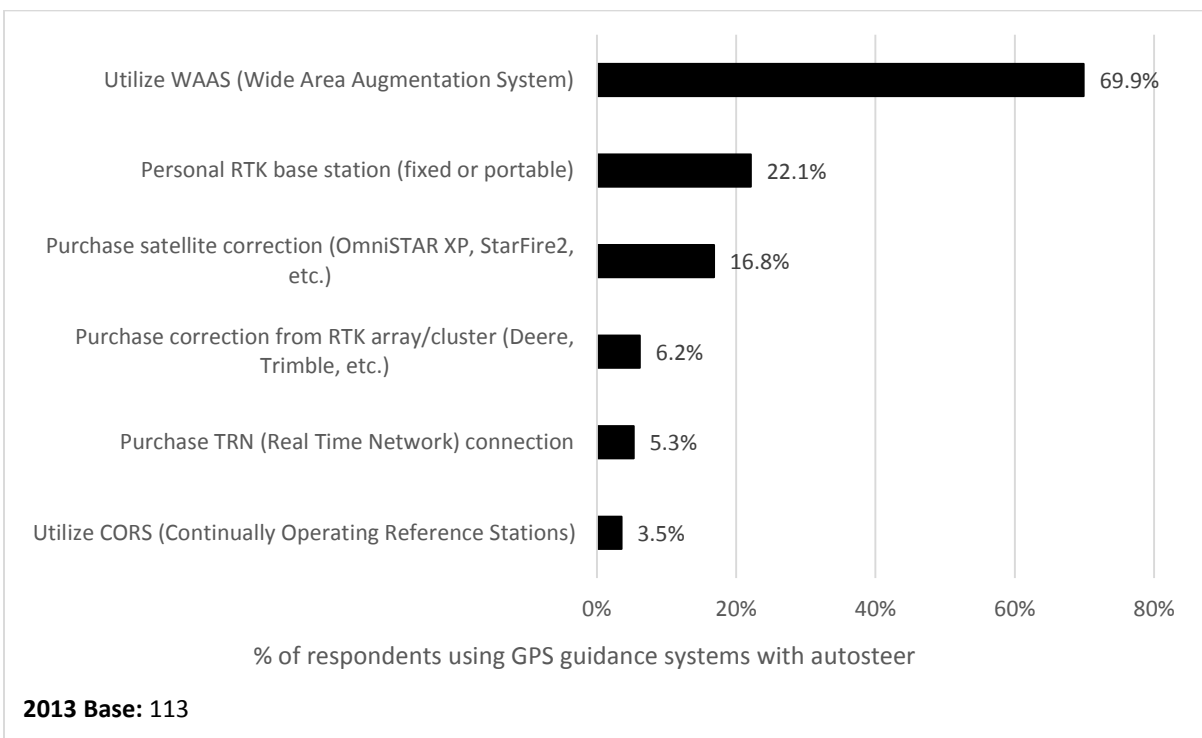 Utilize WAAS (Wide Area Augmentation System)
69.9%
Personal RTK base station (fixed or portable)
22.1%
Purchase satellite correction (OmniSTAR XP, StarFire2,
etc.)
16.8%
Purchase correction from RTK array/cluster (Deere,
Trimble, etc.)
6.2%
Purchase TRN (Real Time Network) connection
5.3%
Utilize CORS (Continually Operating Reference Stations)
3.5%
0% 20% 40% 60% 80%
% of respondents using GPS guidance systems with autosteer
2013 Base: 113